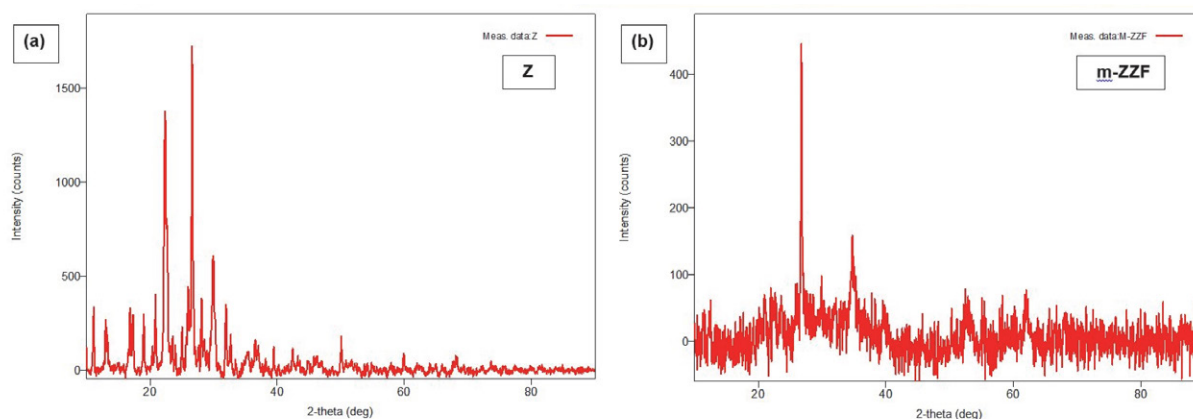 (a)
Meas. data:Z
Z
Intensity (counts)
1500
1000
500
0
20
40
60
80
2-theta (deg)
(b)
Meas. data:M-ZZF
m-ZZF
Intensity (counts)
400
300
200
100
0
20
40
60
80
2-theta (deg)